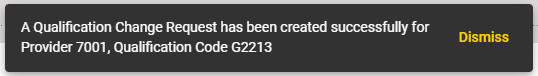 A Qualification Change Request has been created successfully for
Provider 7001, Qualification Code G2213
Dismiss